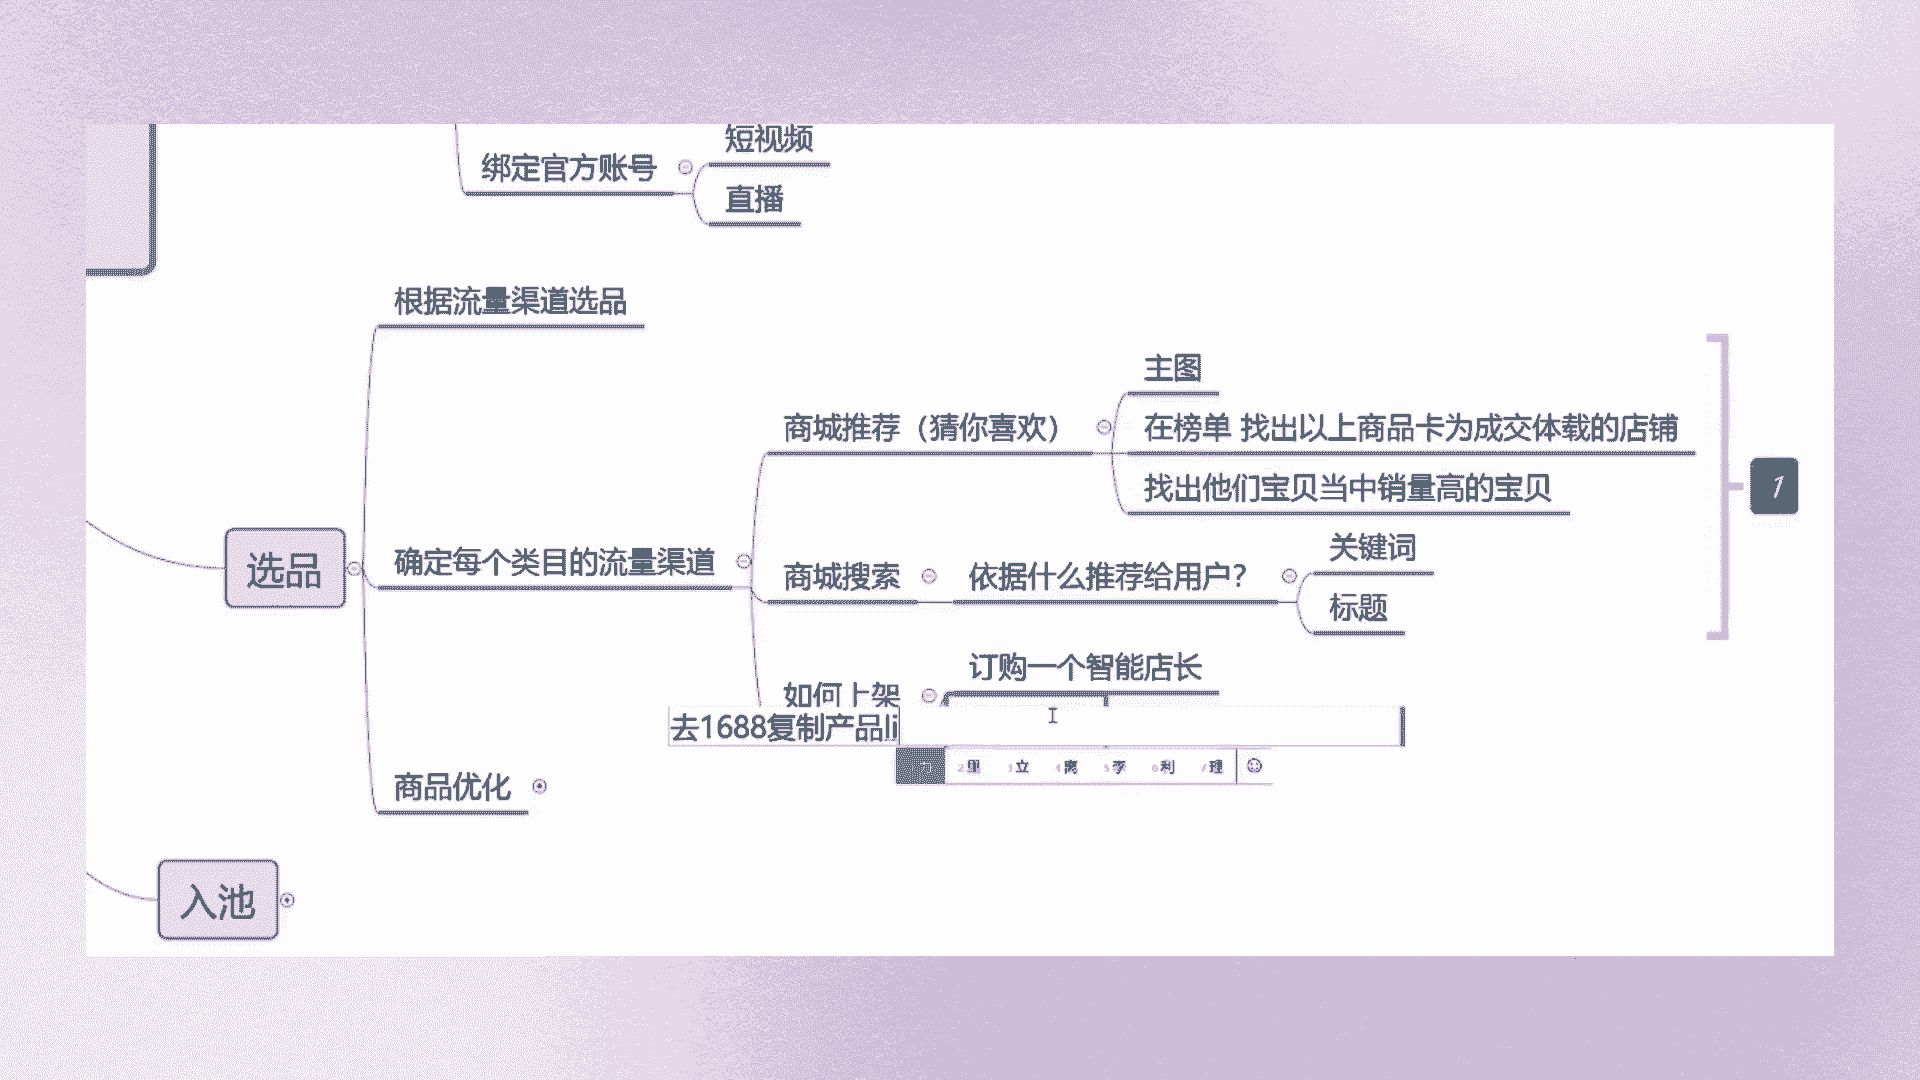 短视频
绑定官方账号
直播
根据流量渠道选品
主图
商城推荐（猜你喜欢）
在榜单 找出以上商品卡为成交体载的店铺
找出他们宝贝当中销量高的宝贝
1
选品
确定每个类目的流量渠道
关键词
商城搜索
依据什么推荐给用户？
标题
订购一个智能店长
如何上架
去1688复制产品li
2里 3立 4离 5李 6利 7理
商品优化
入池